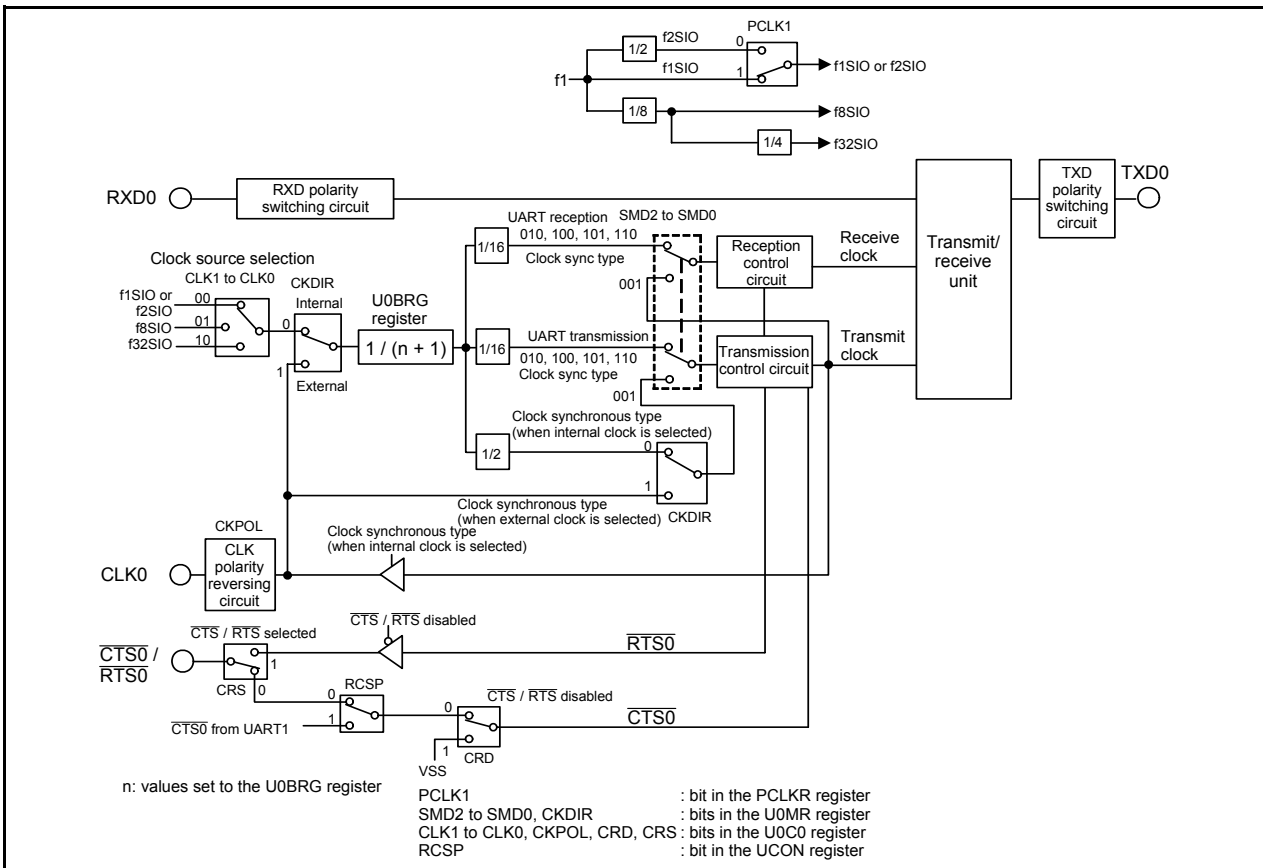 PCLK1
f2SIO
1/2
0
f1SIO
1
f1
f1SIO or f2SIO
1/8
f8SIO
1/4
f32SIO
RXD0
RXD polarity
switching circuit
TXD
polarity
switching
circuit
TXD0
UART reception
SMD2 to SMD0
1/16
010, 100, 101, 110
Clock sync type
Reception
control
circuit
Receive
clock
Transmit/
receive
unit
001
Clock source selection
CLK1 to CLK0
CKDIR
f1SIO or
f2SIO
00
f8SIO
01
f32SIO
10
Internal
0
1
External
U0BRG
register
1 / (n + 1)
1/16
UART transmission
010, 100, 101, 110
Clock sync type
Transmission
control circuit
Transmit
clock
001
Clock synchronous type
(when internal clock is selected)
1/2
0
1
Clock synchronous type
(when external clock is selected)
CKDIR
CKPOL
Clock synchronous type
(when internal clock is selected)
CLK0
CLK
polarity
reversing
circuit
CTS / RTS selected
CTS / RTS disabled
CTS0 /
RTS0
1
RTS0
CRS
0
RCSP
0
1
CTS0 from UART1
CTS / RTS disabled
0
CTS0
1
CRD
VSS
n: values set to the U0BRG register
PCLK1 : bit in the PCLKR register
SMD2 to SMD0, CKDIR : bits in the U0MR register
CLK1 to CLK0, CKPOL, CRD, CRS : bits in the U0C0 register
RCSP : bit in the UCON register